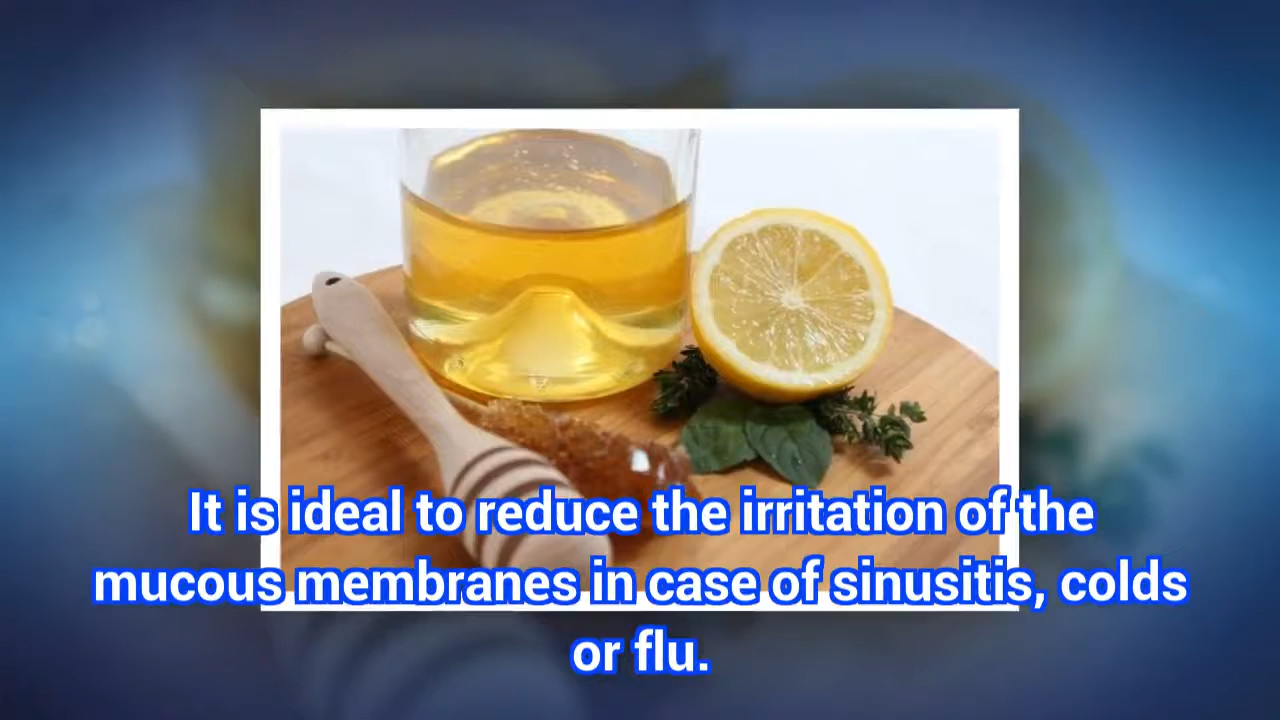 It is ideal to reduce the irritation of the
mucous membranes in case of sinusitis, colds
or flu.